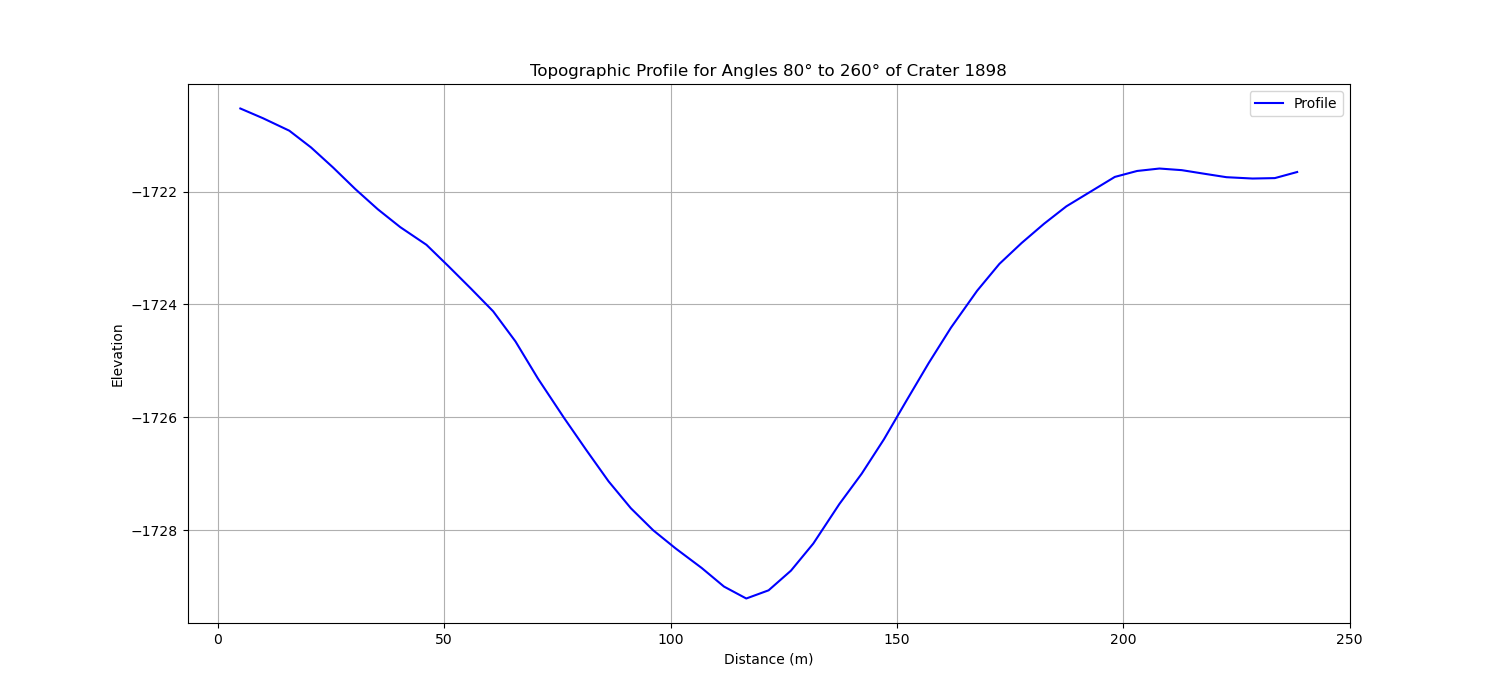 Topographic Profile for Angles 80° to 260° of Crater 1898
Profile
−1722
−1724
−1726
−1728
Elevation
0 50 100 150 200 250
Distance (m)